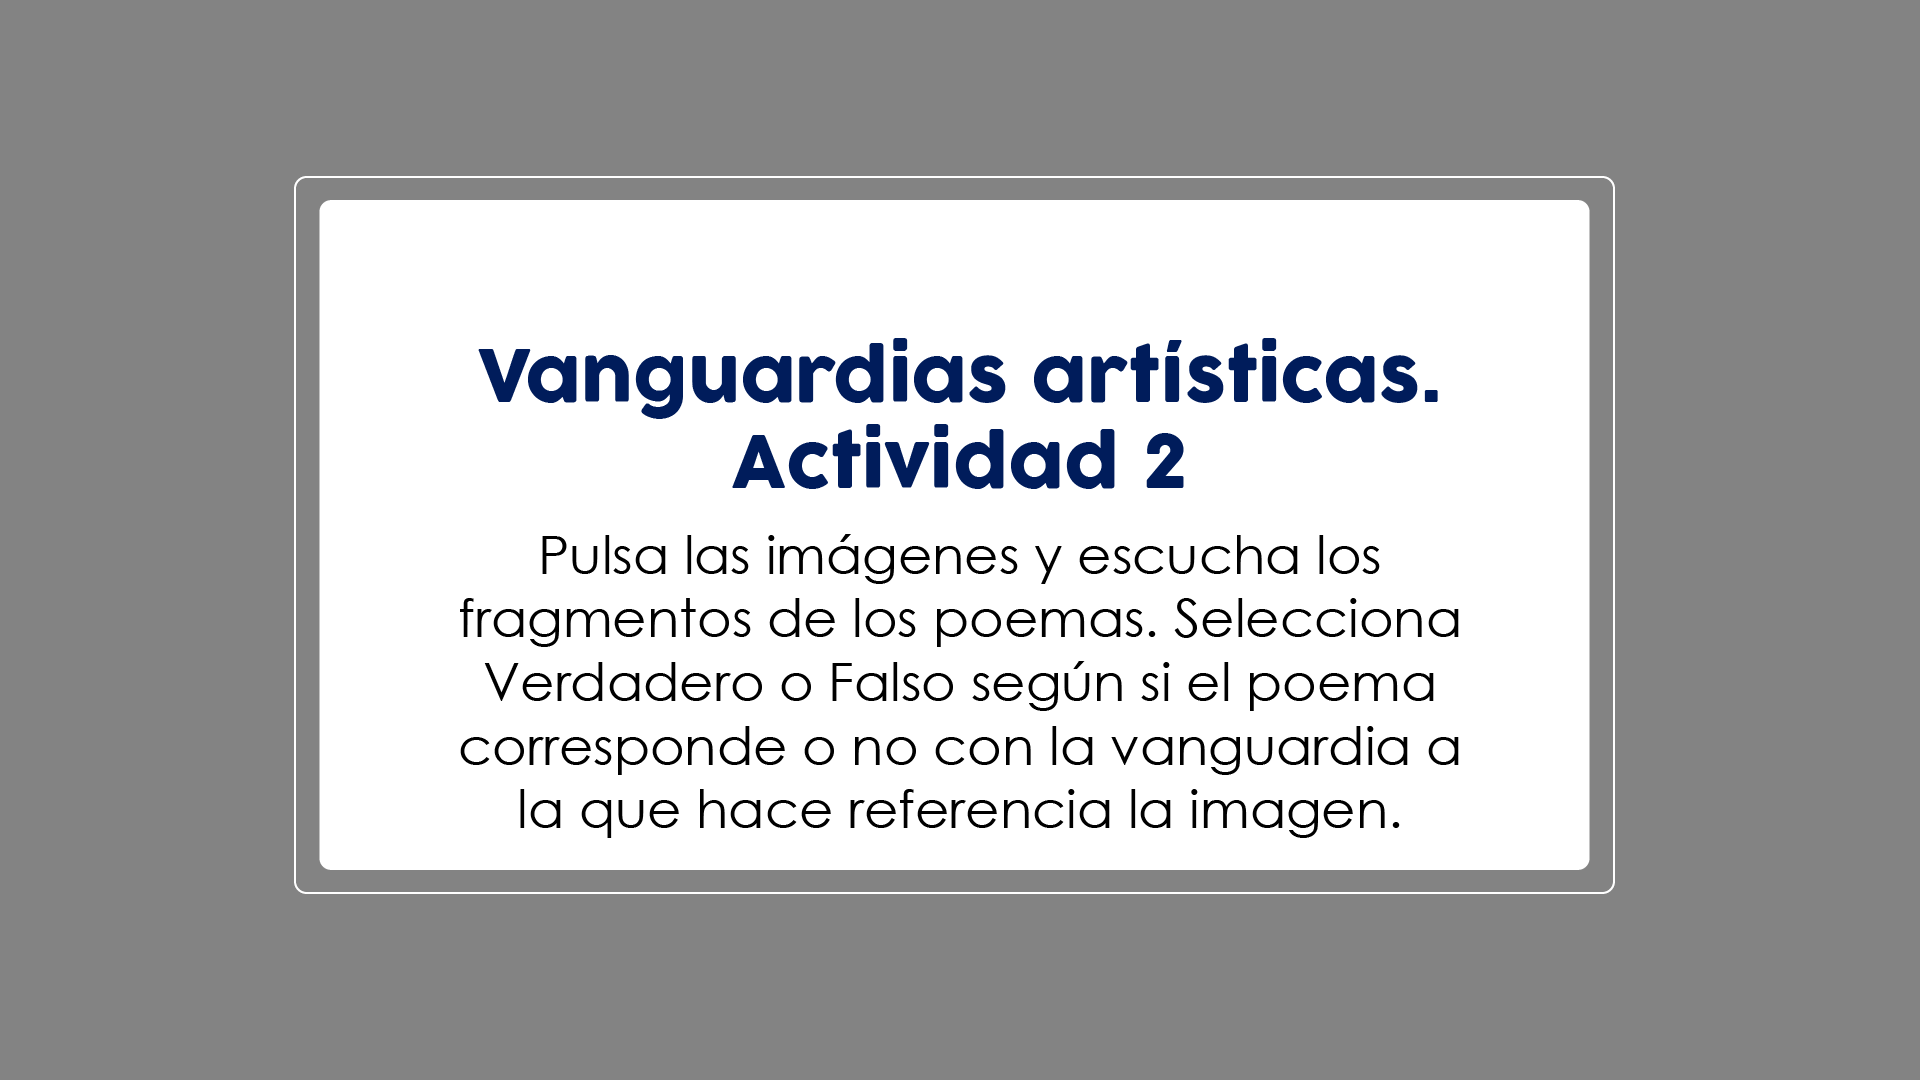 Vanguardias artísticas.
Actividad 2
Pulsa las imágenes y escucha los
fragmentos de los poemas. Selecciona
Verdadero o Falso según si el poema
corresponde o no con la vanguardia a
la que hace referencia la imagen.